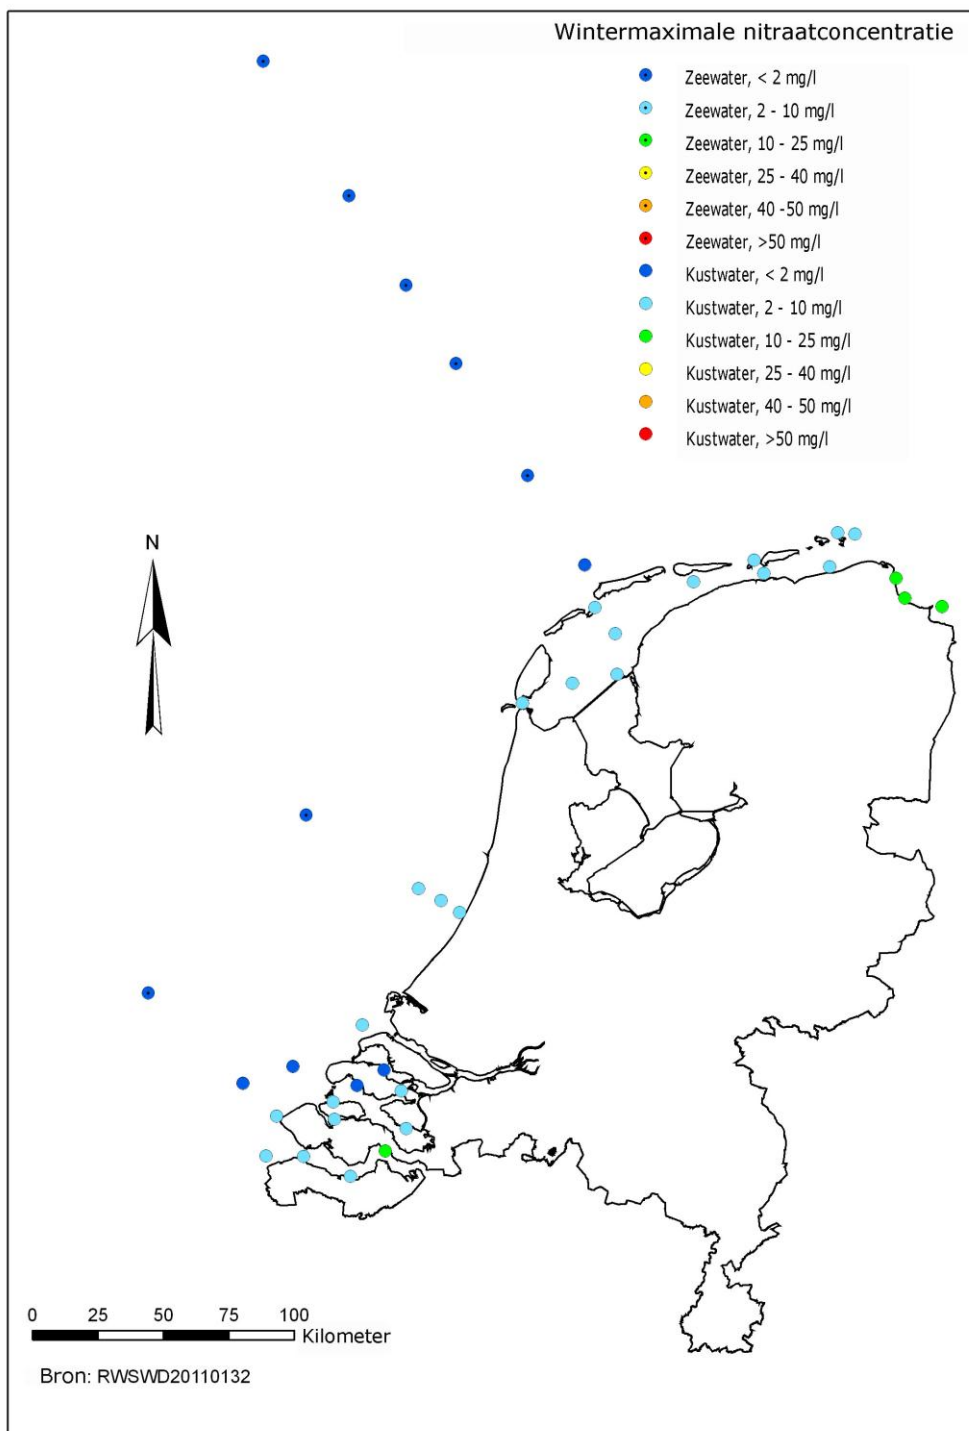 Wintermaximale nitraatconcentratie
Zeewater, < 2 mg/l
Zeewater, 2 - 10 mg/l
Zeewater, 10 - 25 mg/l
Zeewater, 25 - 40 mg/l
Zeewater, 40 -50 mg/l
Zeewater, >50 mg/l
Kustwater, < 2 mg/l
Kustwater, 2 - 10 mg/l
Kustwater, 10 - 25 mg/l
Kustwater, 25 - 40 mg/l
Kustwater, 40 - 50 mg/l
Kustwater, >50 mg/l
N
0 25 50 75 100
Kilometer
Bron: RWSWD20110132